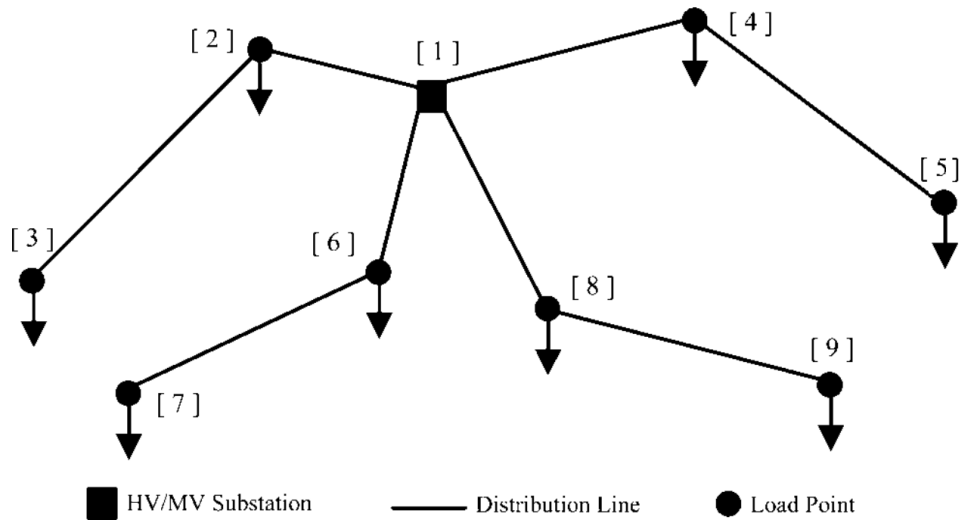 [ 4 ]
[ 2 ]
[ 1 ]
[ 5 ]
[ 3 ]
[ 6 ]
[ 8 ]
[ 9 ]
[ 7 ]
HV/MV Substation
Distribution Line
Load Point